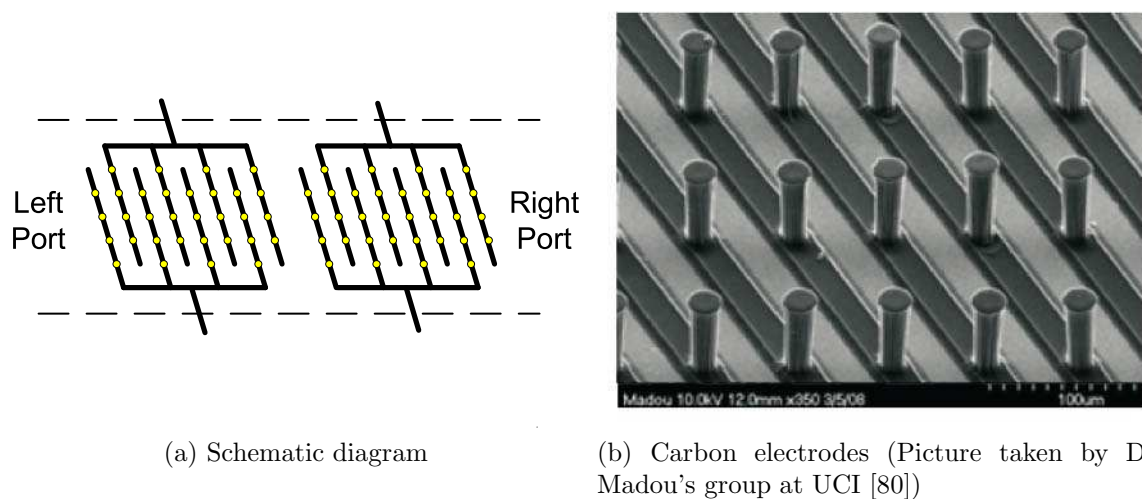 Left
Port
Right
Port
Madou 10.0kV 12.0mm x350 3/5/08
100um
(a) Schematic diagram
(b) Carbon electrodes (Picture taken by D
Madou's group at UCI [80])